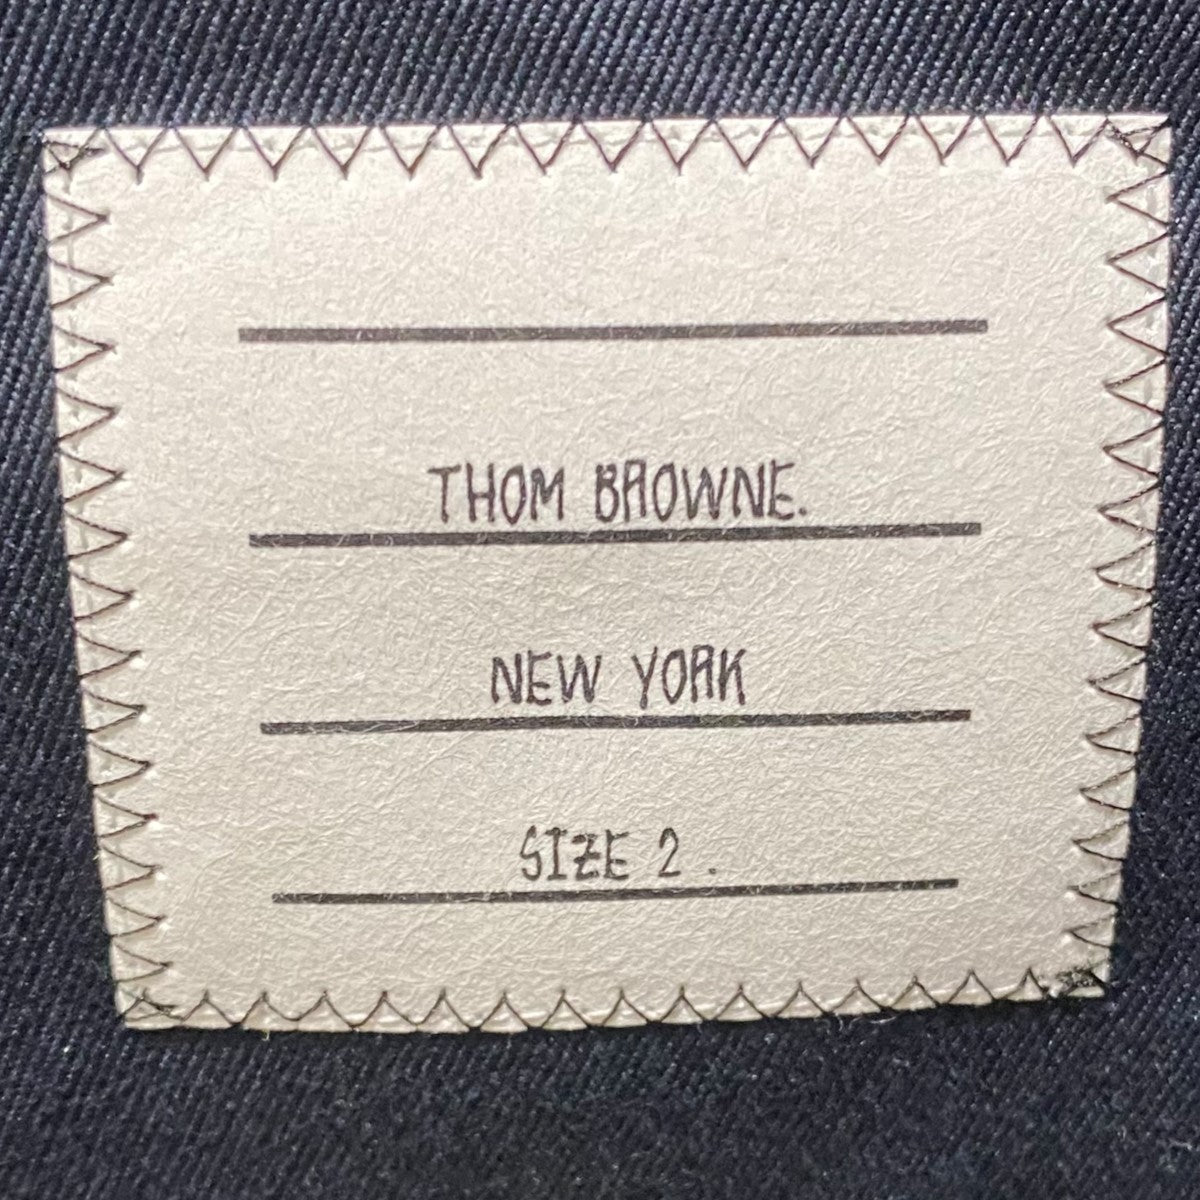 THOM BROWNE.
NEW YORK
SIZE 2 .